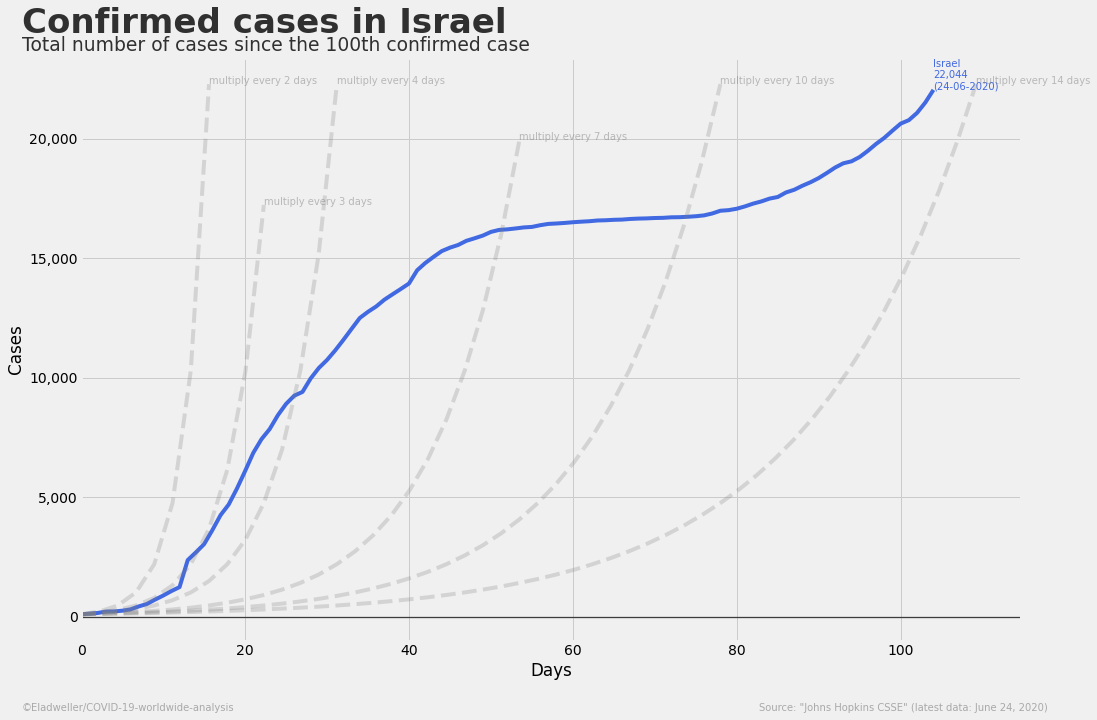 Confirmed cases in Israel
Total number of cases since the 100th confirmed case
Israel
22,044
(24-06-2020)
multiply every 2 days
multiply every 4 days
multiply every 10 days
multiply every 14 days
multiply every 7 days
multiply every 3 days
20,000
15,000
10,000
5,000
0
Cases
0 20 40 60 80 100
Days
©Eladweller/COVID-19-worldwide-analysis
Source: "Johns Hopkins CSSE" (latest data: June 24, 2020)